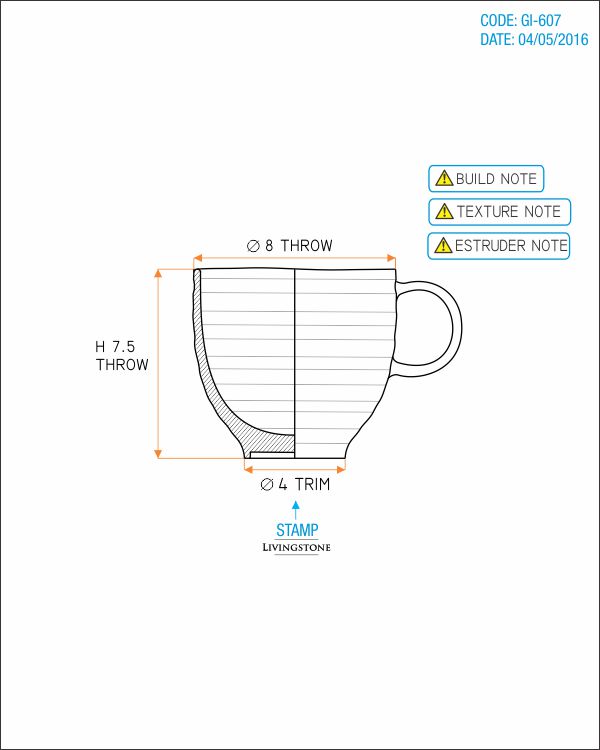 CODE: GI-607
DATE: 04/05/2016
BUILD NOTE
TEXTURE NOTE
ESTRUDER NOTE
∅ 8 THROW
H 7.5
THROW
∅ 4 TRIM
STAMP
LIVINGSTONE